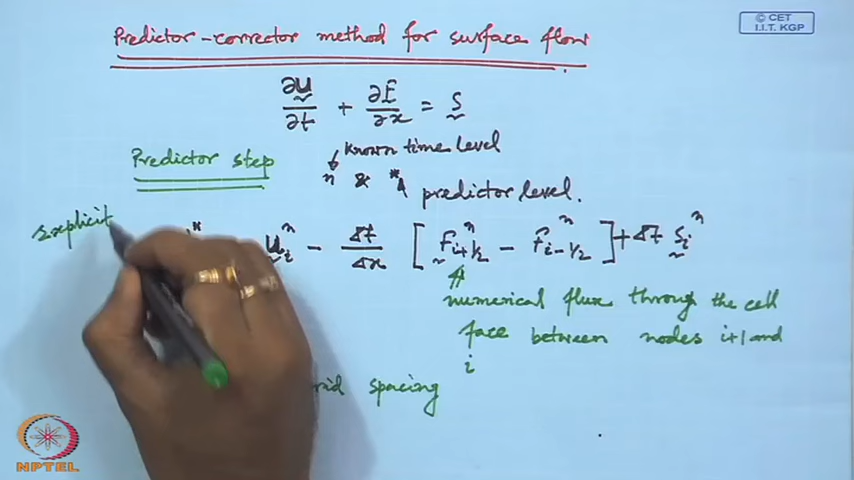 © CET
I.I.T. KGP
Predictor-corrector method for surface flow
∂U/∂t + ∂F/∂x = S
Predictor step
known time level
n & *
predictor level.
explicit
* U_i^n - Δt/Δx [F_{i+1/2}^n - F_{i-1/2}^n] + Δt S_i^n
numerical flux through the cell
face between nodes i+1 and
i
spacing
NPTEL